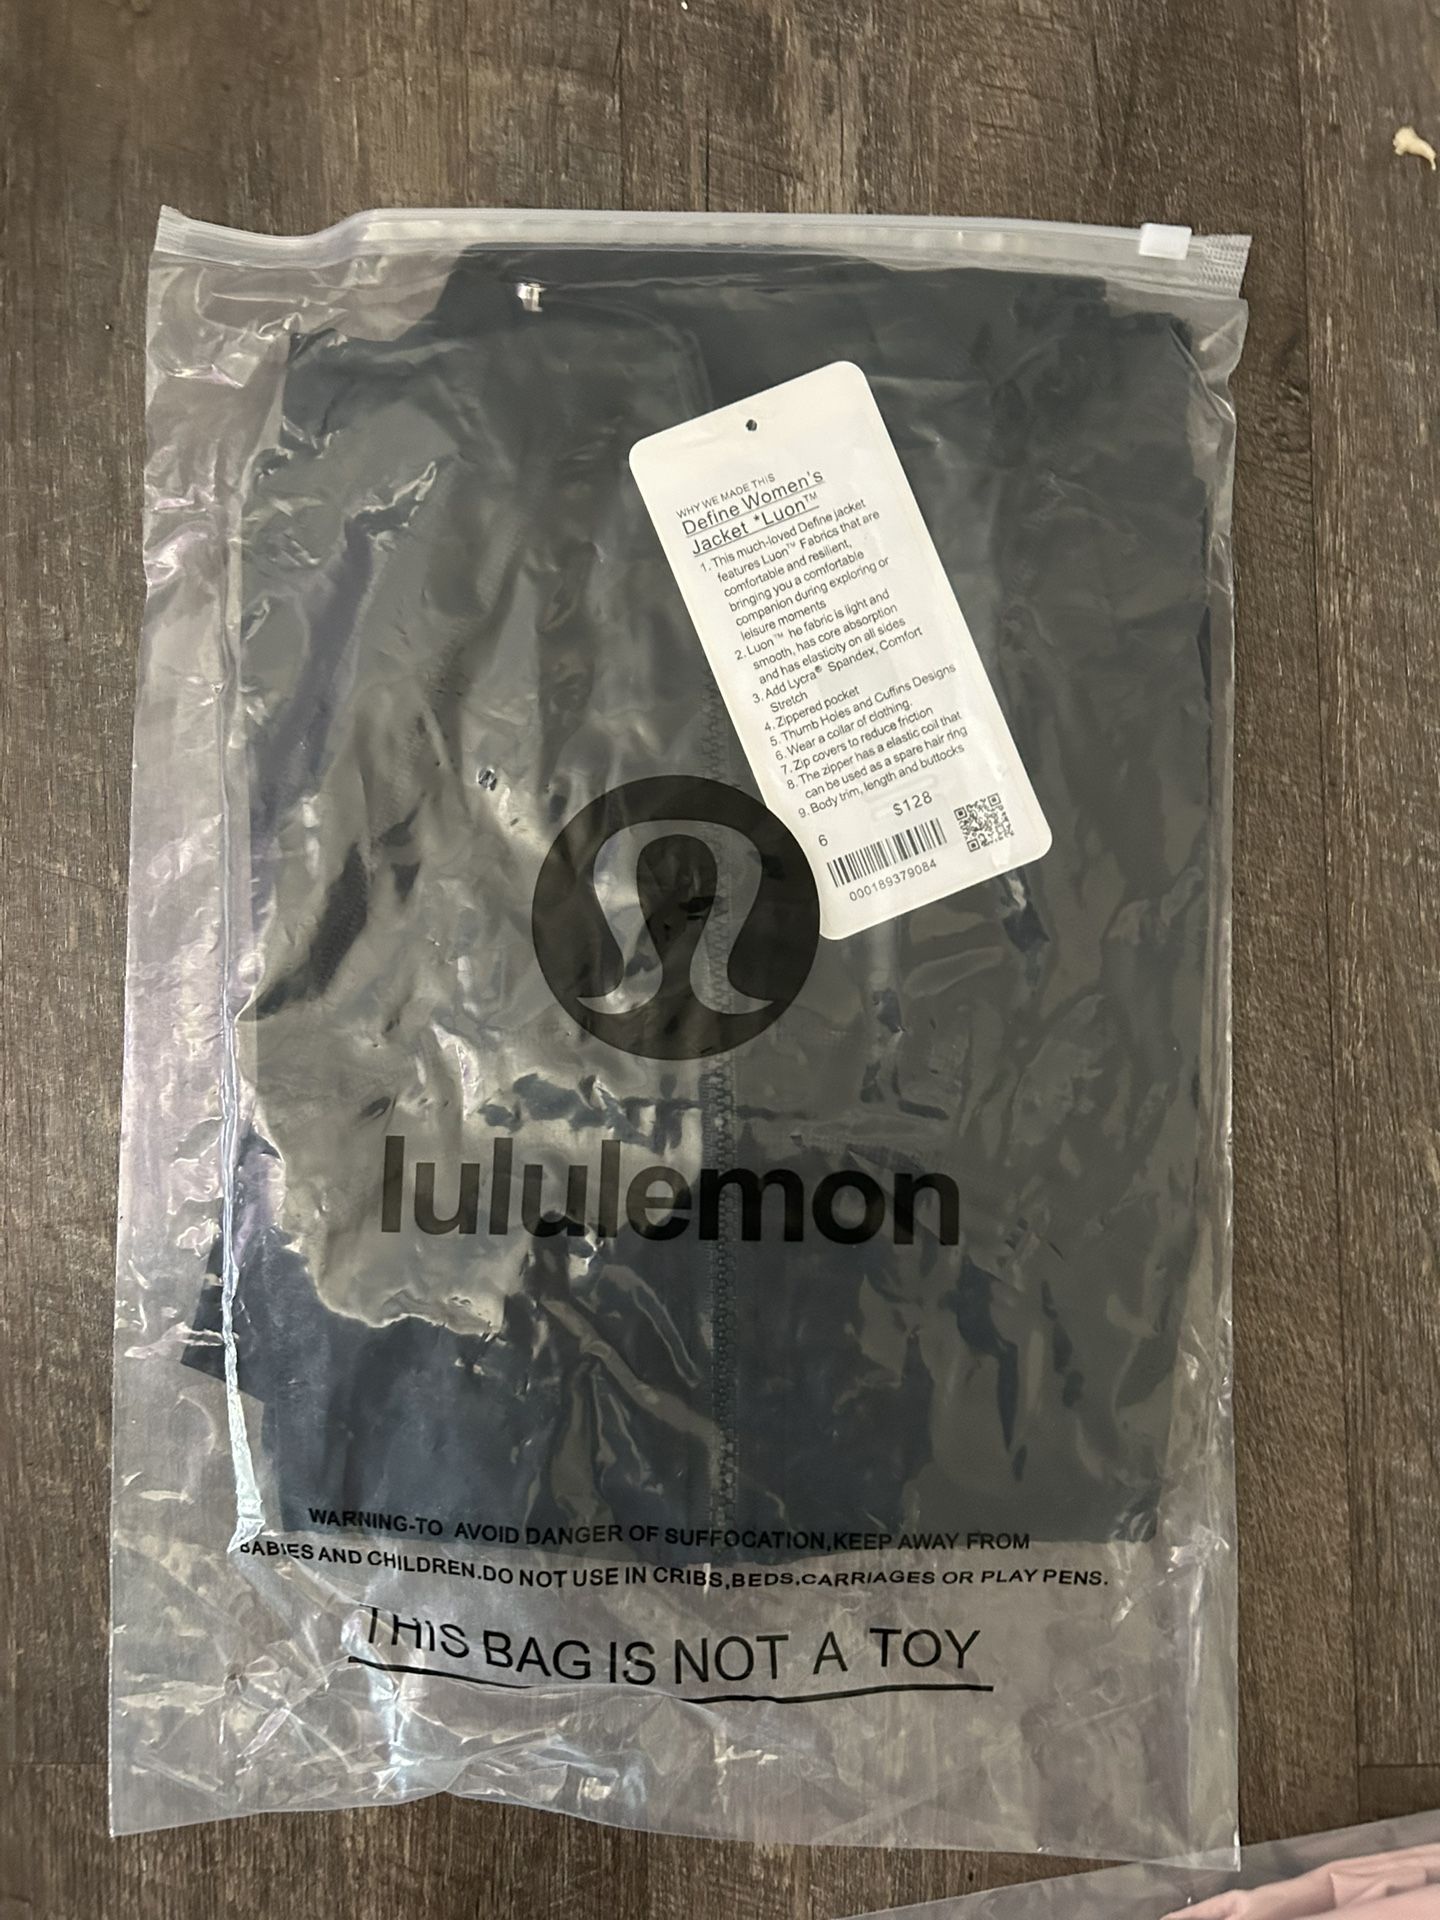 WHY WE MADE THIS
Define Women's
Jacket *Luon™
1. This much-loved Define jacket
features Luon™ Fabrics that are
comfortable and resilient,
bringing you a comfortable
companion during exploring or
leisure moments
2. Luon™ he fabric is light and
smooth, has core absorption
and has elasticity on all sides
3. Add Lycra® Spandex, Comfort
Stretch
4. Zippered pocket
5. Thumb Holes and Cuffins Designs
6. Wear a collar of clothing.
7. Zip covers to reduce friction
8. The zipper has a elastic coil that
can be used as a spare hair ring
9. Body trim, length and buttocks
$128
6
000189379084
lululemon
WARNING-TO AVOID DANGER OF SUFFOCATION,KEEP AWAY FROM
BABIES AND CHILDREN.DO NOT USE IN CRIBS,BEDS,CARRIAGES OR PLAY PENS.
THIS BAG IS NOT A TOY